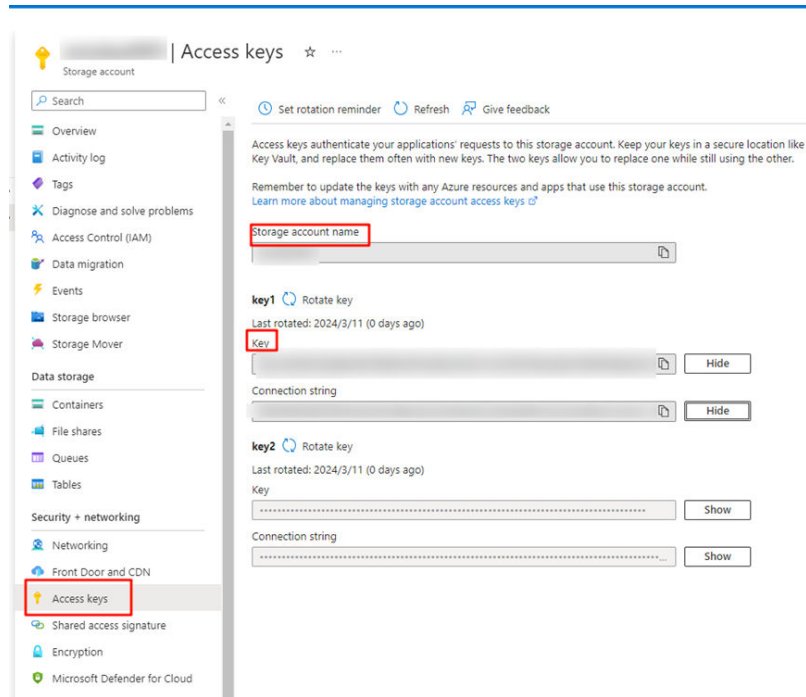 | Access keys
Storage account
Search
Overview
Activity log
Tags
Diagnose and solve problems
Access Control (IAM)
Data migration
Events
Storage browser
Storage Mover
Data storage
Containers
File shares
Queues
Tables
Security + networking
Networking
Front Door and CDN
Access keys
Shared access signature
Encryption
Microsoft Defender for Cloud
Set rotation reminder Refresh Give feedback
Access keys authenticate your applications' requests to this storage account. Keep your keys in a secure location like
Key Vault, and replace them often with new keys. The two keys allow you to replace one while still using the other.
Remember to update the keys with any Azure resources and apps that use this storage account.
Learn more about managing storage account access keys
Storage account name
key1 Rotate key
Last rotated: 2024/3/11 (0 days ago)
Key
Hide
Connection string
Hide
key2 Rotate key
Last rotated: 2024/3/11 (0 days ago)
Key
Show
Connection string
Show